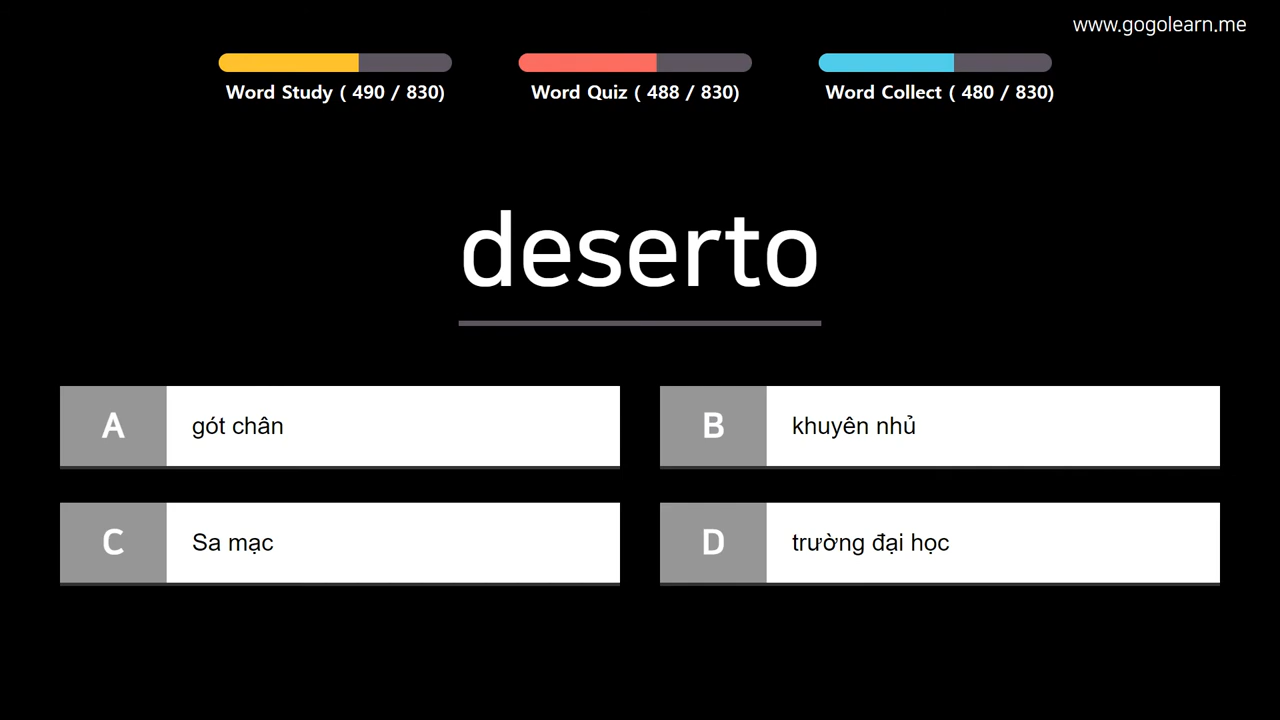 www.gogolearn.me
Word Study ( 490 / 830)
Word Quiz ( 488 / 830)
Word Collect ( 480 / 830)
deserto
A
gót chân
B
khuyên nhủ
C
Sa mạc
D
trường đại học